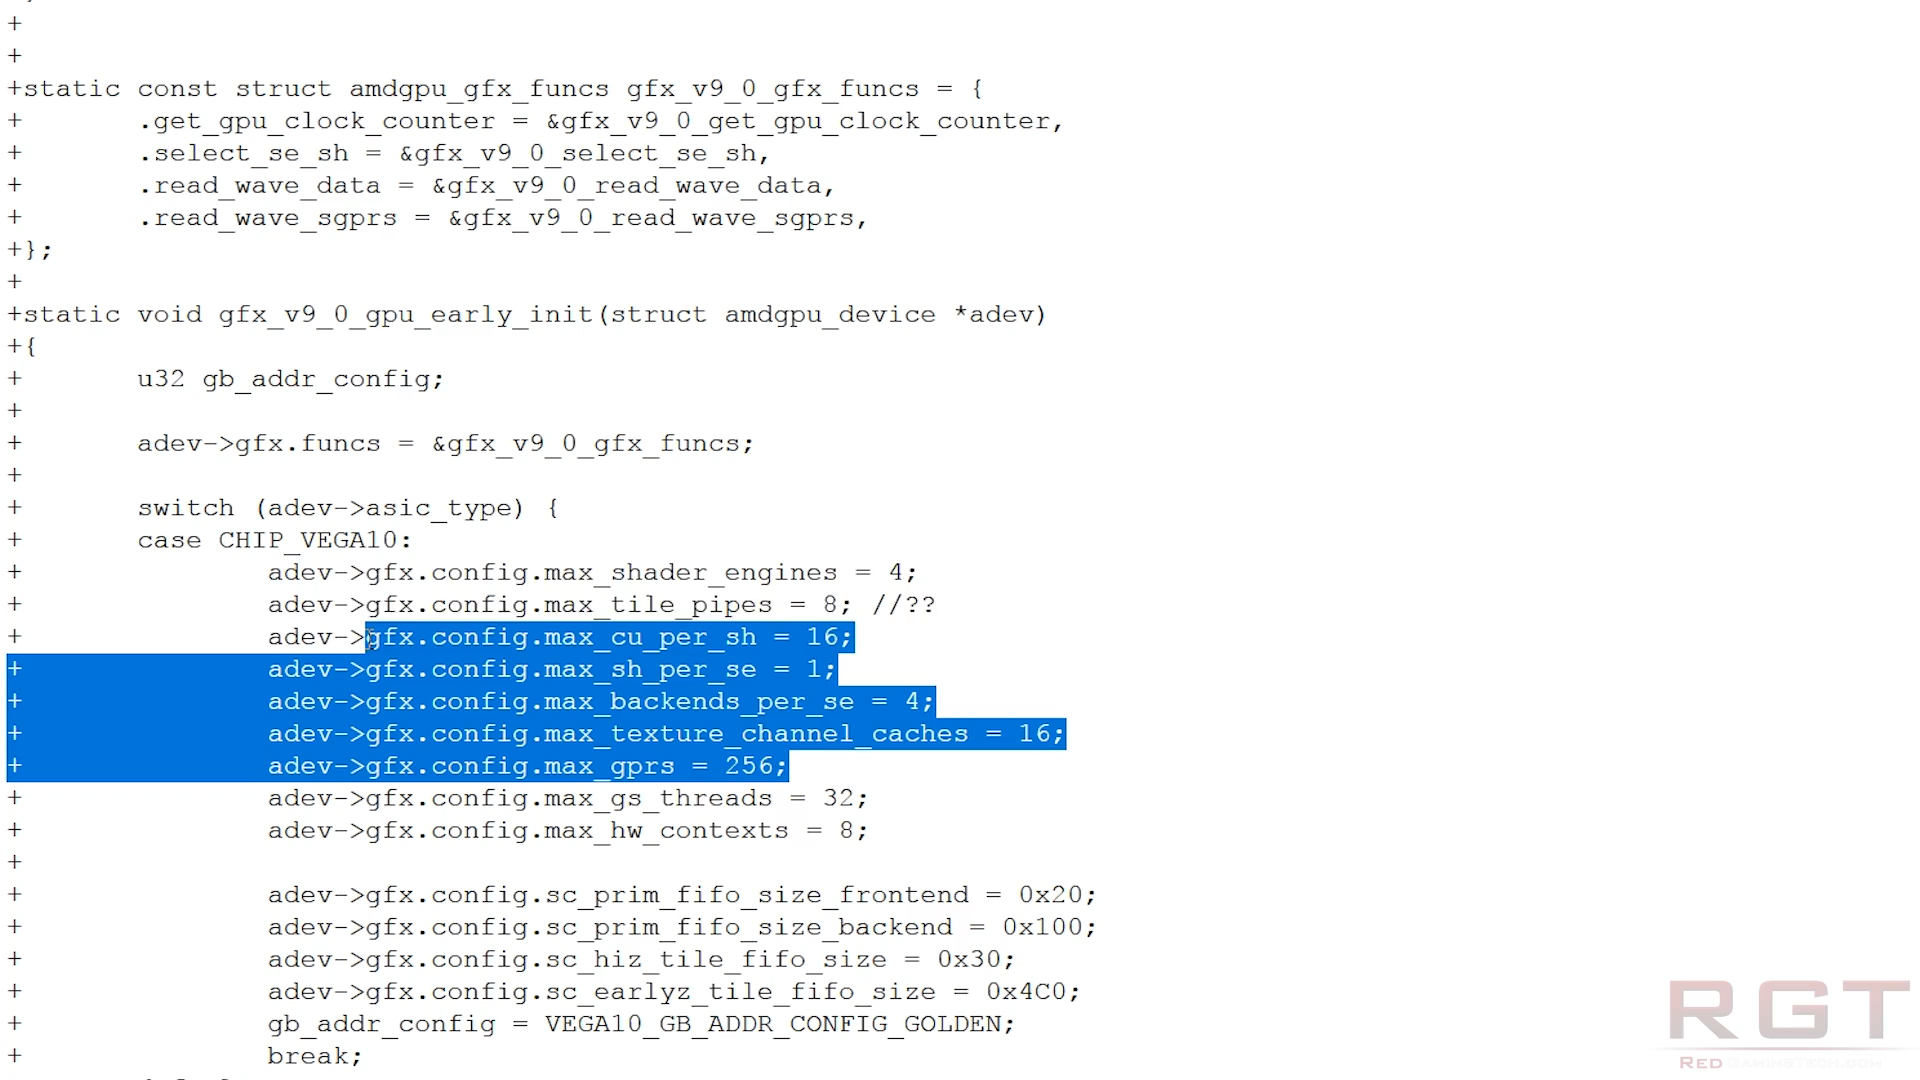 +
+
+static const struct amdgpu_gfx_funcs gfx_v9_0_gfx_funcs = {
+ .get_gpu_clock_counter = &gfx_v9_0_get_gpu_clock_counter,
+ .select_se_sh = &gfx_v9_0_select_se_sh,
+ .read_wave_data = &gfx_v9_0_read_wave_data,
+ .read_wave_sgprs = &gfx_v9_0_read_wave_sgprs,
+};
+
+static void gfx_v9_0_gpu_early_init(struct amdgpu_device *adev)
+{
+ u32 gb_addr_config;
+
+ adev->gfx.funcs = &gfx_v9_0_gfx_funcs;
+
+ switch (adev->asic_type) {
+ case CHIP_VEGA10:
+ adev->gfx.config.max_shader_engines = 4;
+ adev->gfx.config.max_tile_pipes = 8; //??
+ adev->gfx.config.max_cu_per_sh = 16;
+ adev->gfx.config.max_sh_per_se = 1;
+ adev->gfx.config.max_backends_per_se = 4;
+ adev->gfx.config.max_texture_channel_caches = 16;
+ adev->gfx.config.max_gprs = 256;
+ adev->gfx.config.max_gs_threads = 32;
+ adev->gfx.config.max_hw_contexts = 8;
+
+ adev->gfx.config.sc_prim_fifo_size_frontend = 0x20;
+ adev->gfx.config.sc_prim_fifo_size_backend = 0x100;
+ adev->gfx.config.sc_hiz_tile_fifo_size = 0x30;
+ adev->gfx.config.sc_earlyz_tile_fifo_size = 0x4C0;
+ gb_addr_config = VEGA10_GB_ADDR_CONFIG_GOLDEN;
+ break;
RGT
RED GAMINGTECH.COM